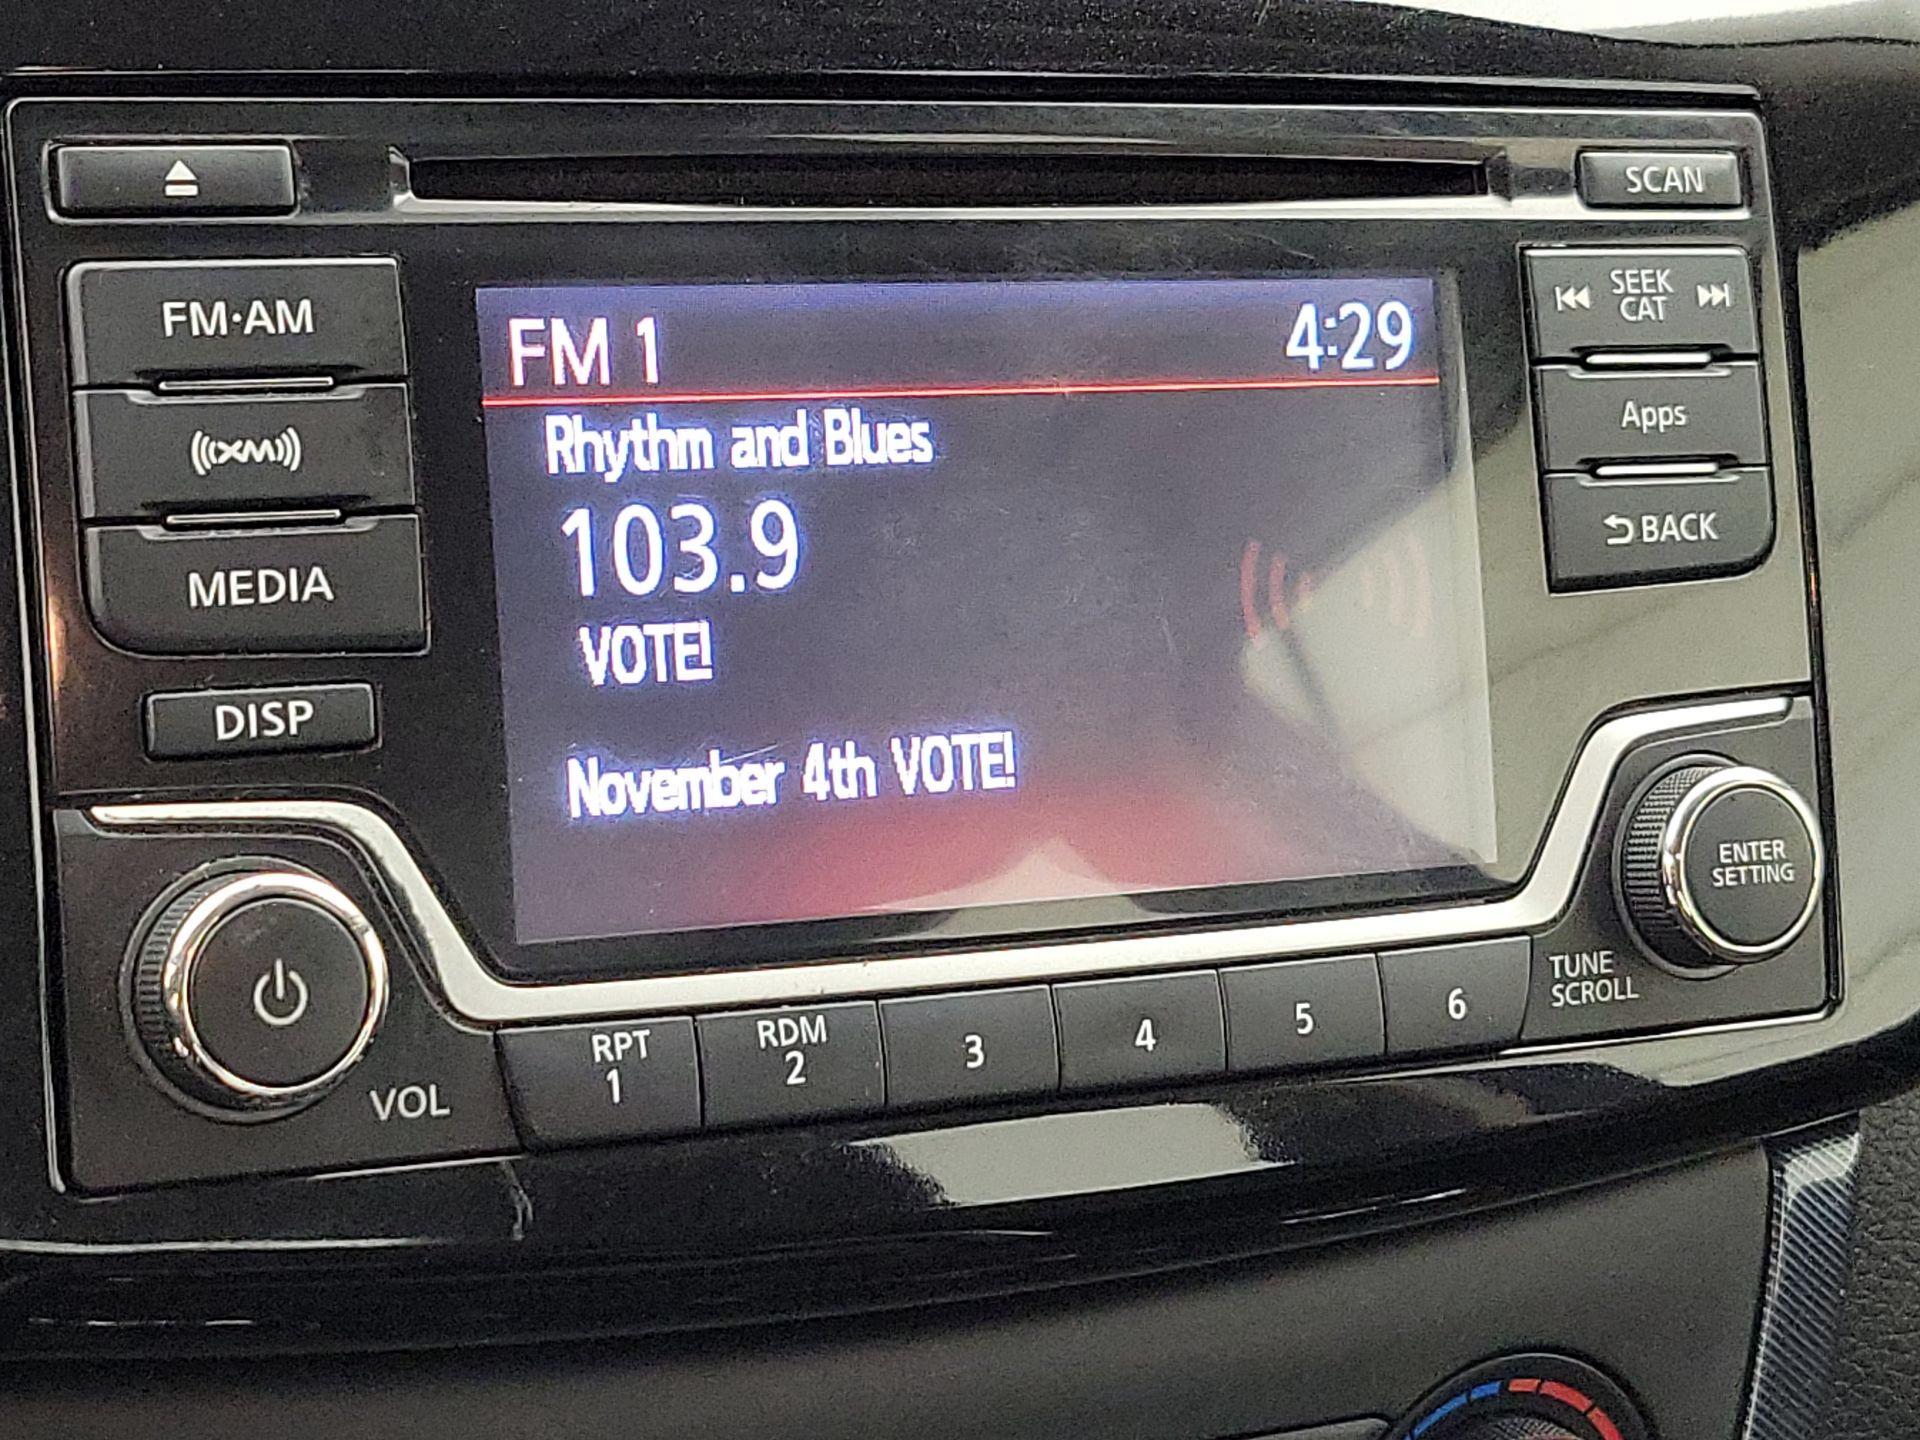 SCAN
FM·AM
XM
MEDIA
DISP
VOL
FM 1
4:29
Rhythm and Blues
103.9
VOTE!
November 4th VOTE!
SEEK
CAT
Apps
BACK
ENTER
SETTING
TUNE
SCROLL
RPT
1
RDM
2
3
4
5
6